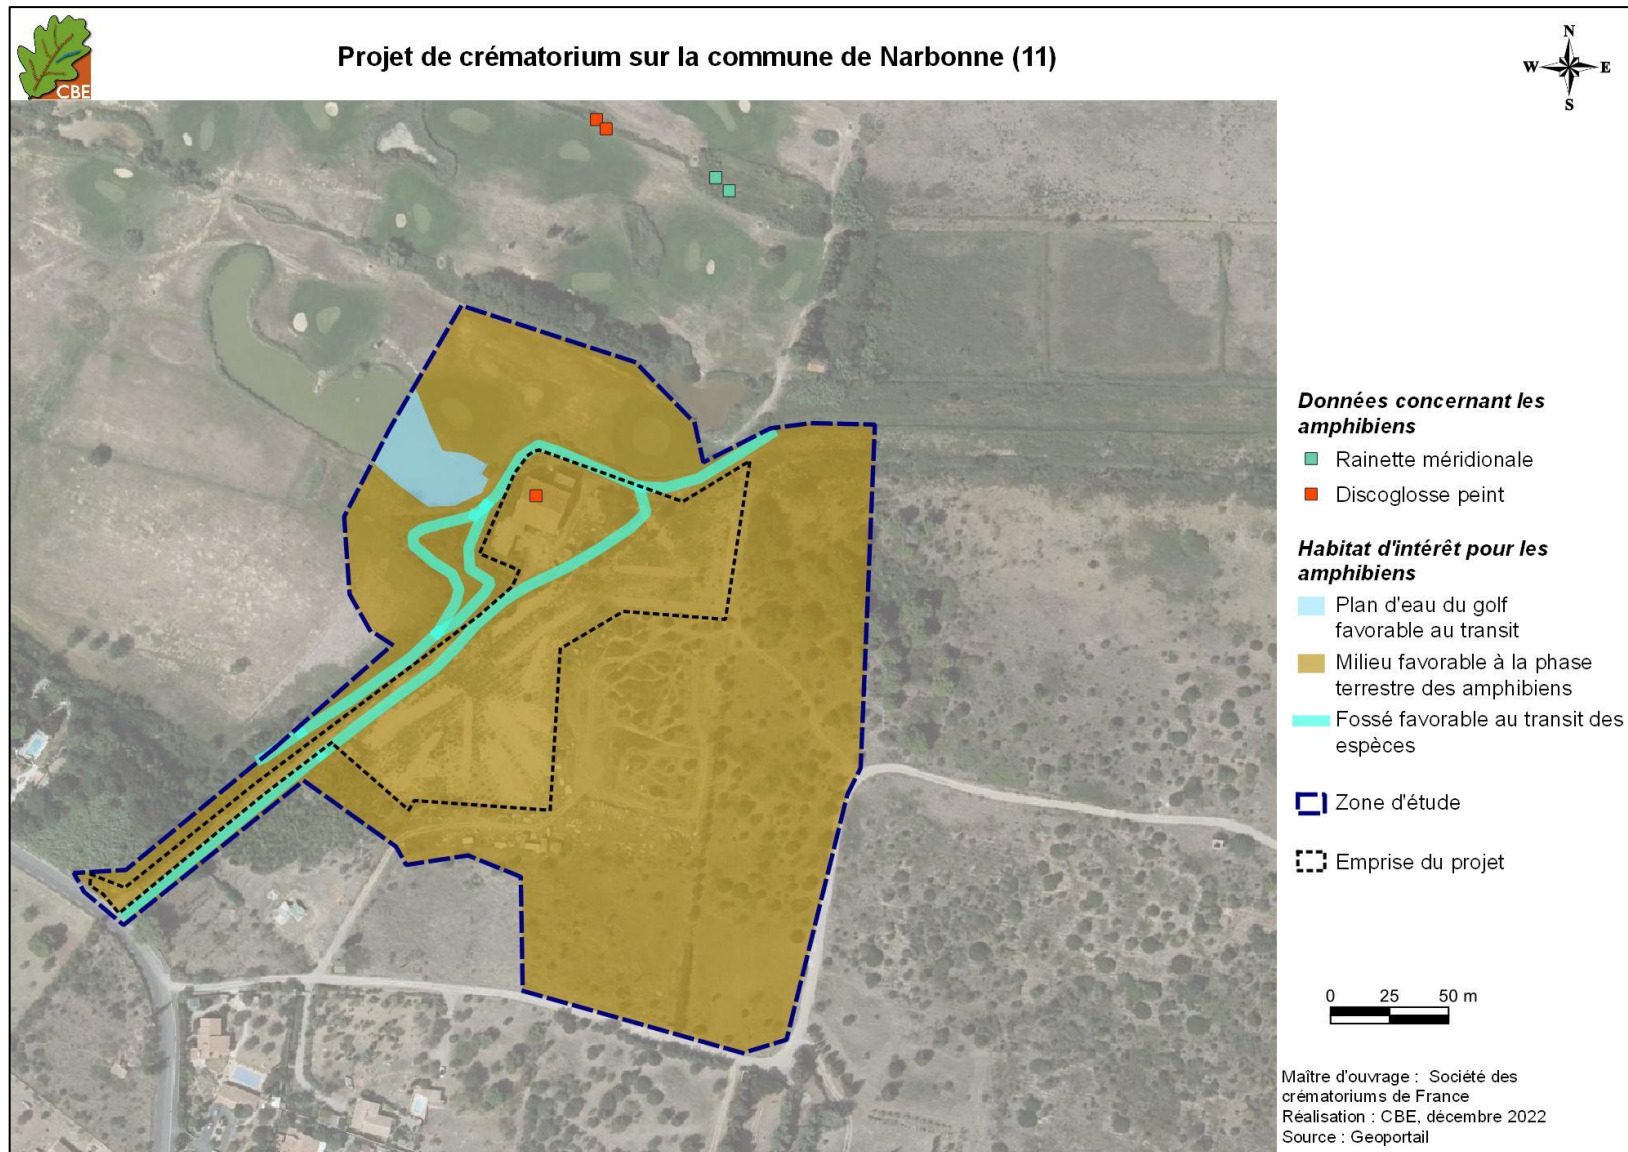 CBE
Projet de crématorium sur la commune de Narbonne (11)
N
W E
S
Données concernant les
amphibiens
Rainette méridionale
Discoglosse peint
Habitat d'intérêt pour les
amphibiens
Plan d'eau du golf
favorable au transit
Milieu favorable à la phase
terrestre des amphibiens
Fossé favorable au transit des
espèces
Zone d'étude
Emprise du projet
0 25 50 m
Maître d'ouvrage : Société des
crématoriums de France
Réalisation : CBE, décembre 2022
Source : Geoportail